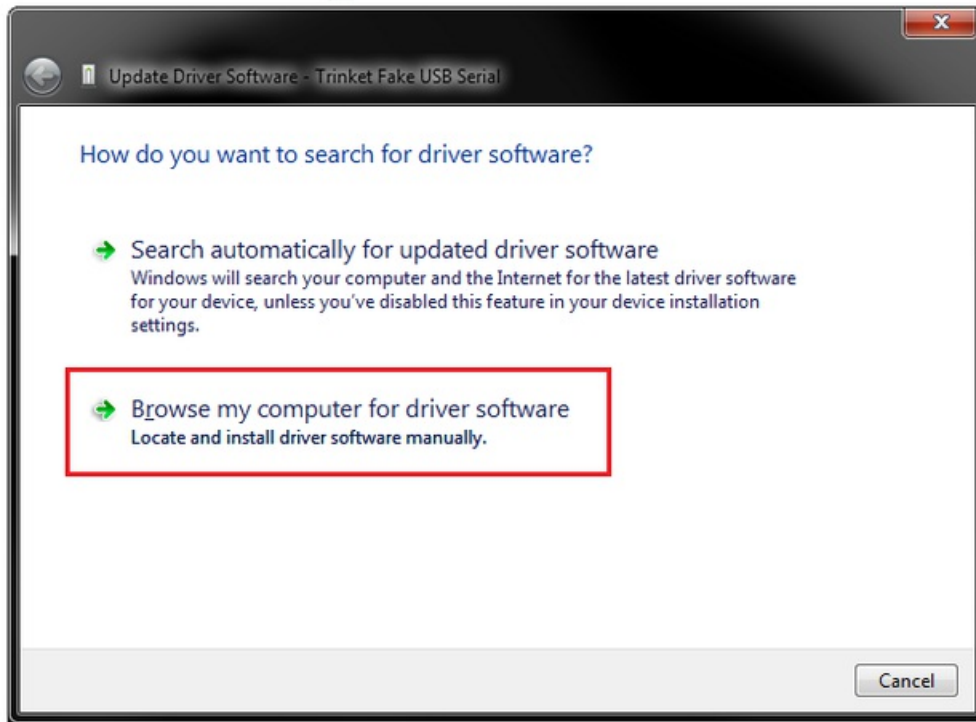 Update Driver Software - Trinket Fake USB Serial
How do you want to search for driver software?
Search automatically for updated driver software
Windows will search your computer and the Internet for the latest driver software
for your device, unless you've disabled this feature in your device installation
settings.
Browse my computer for driver software
Locate and install driver software manually.
Cancel